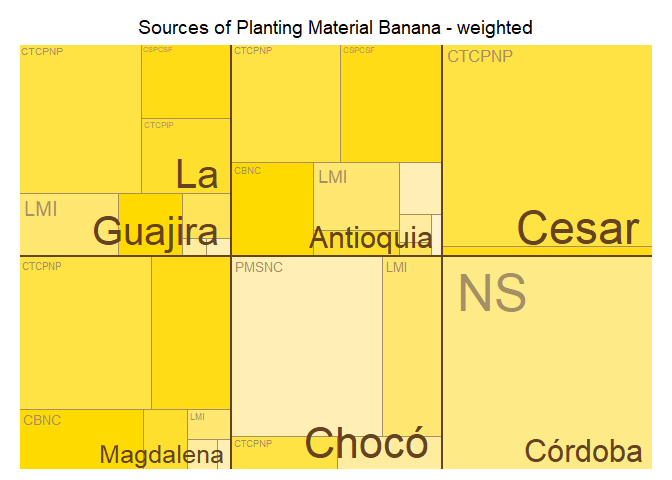 Sources of Planting Material Banana - weighted
CTCPNP
CSPCSF
CTCPIP
LMI
La
Guajira
CTCPNP
CSPCSF
CBNC
LMI
Antioquia
CTCPNP
Cesar
CTCPNP
CBNC
LMI
Magdalena
PMSNC
LMI
CTCPNP
Chocó
NS
Córdoba